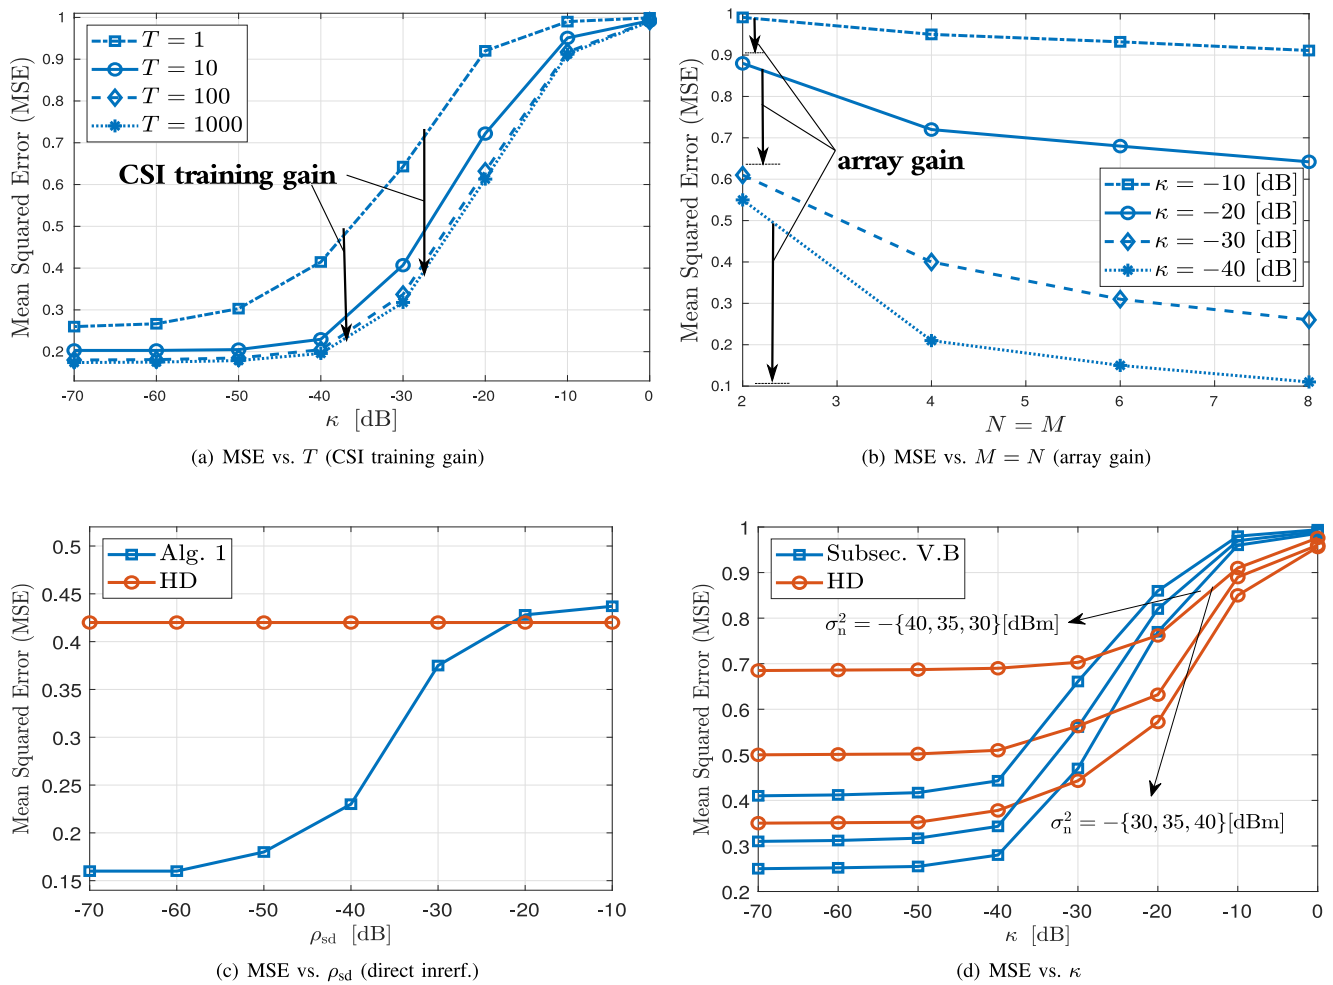 1
0.9
0.8
0.7
0.6
0.5
0.4
0.3
0.2
Mean Squared Error (MSE)
T = 1
T = 10
T = 100
T = 1000
CSI training gain
-70 -60 -50 -40 -30 -20 -10 0
κ [dB]
(a) MSE vs. T (CSI training gain)
1
0.9
0.8
0.7
0.6
0.5
0.4
0.3
0.2
0.1
Mean Squared Error (MSE)
array gain
κ = −10 [dB]
κ = −20 [dB]
κ = −30 [dB]
κ = −40 [dB]
2 3 4 5 6 7 8
N = M
(b) MSE vs. M = N (array gain)
0.5
0.45
0.4
0.35
0.3
0.25
0.2
0.15
Mean Squared Error (MSE)
Alg. 1
HD
-70 -60 -50 -40 -30 -20 -10
ρsd [dB]
(c) MSE vs. ρsd (direct inrerf.)
1
0.9
0.8
0.7
0.6
0.5
0.4
0.3
0.2
Mean Squared Error (MSE)
Subsec. V.B
HD
σn² = −{40, 35, 30}[dBm]
σn² = −{30, 35, 40}[dBm]
-70 -60 -50 -40 -30 -20 -10 0
κ [dB]
(d) MSE vs. κ